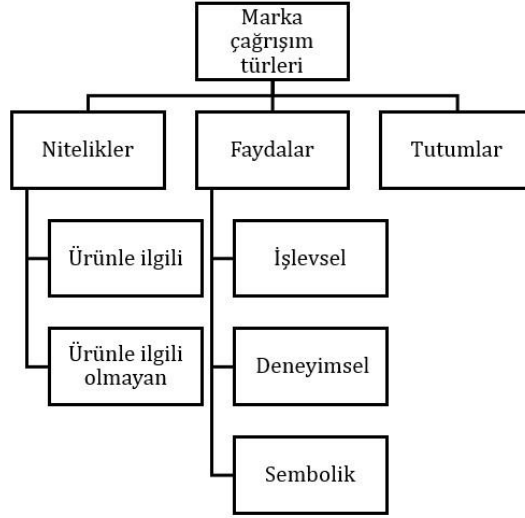 Marka
çağrışım
türleri
Nitelikler
Faydalar
Tutumlar
Ürünle ilgili
İşlevsel
Ürünle ilgili
olmayan
Deneyimsel
Sembolik